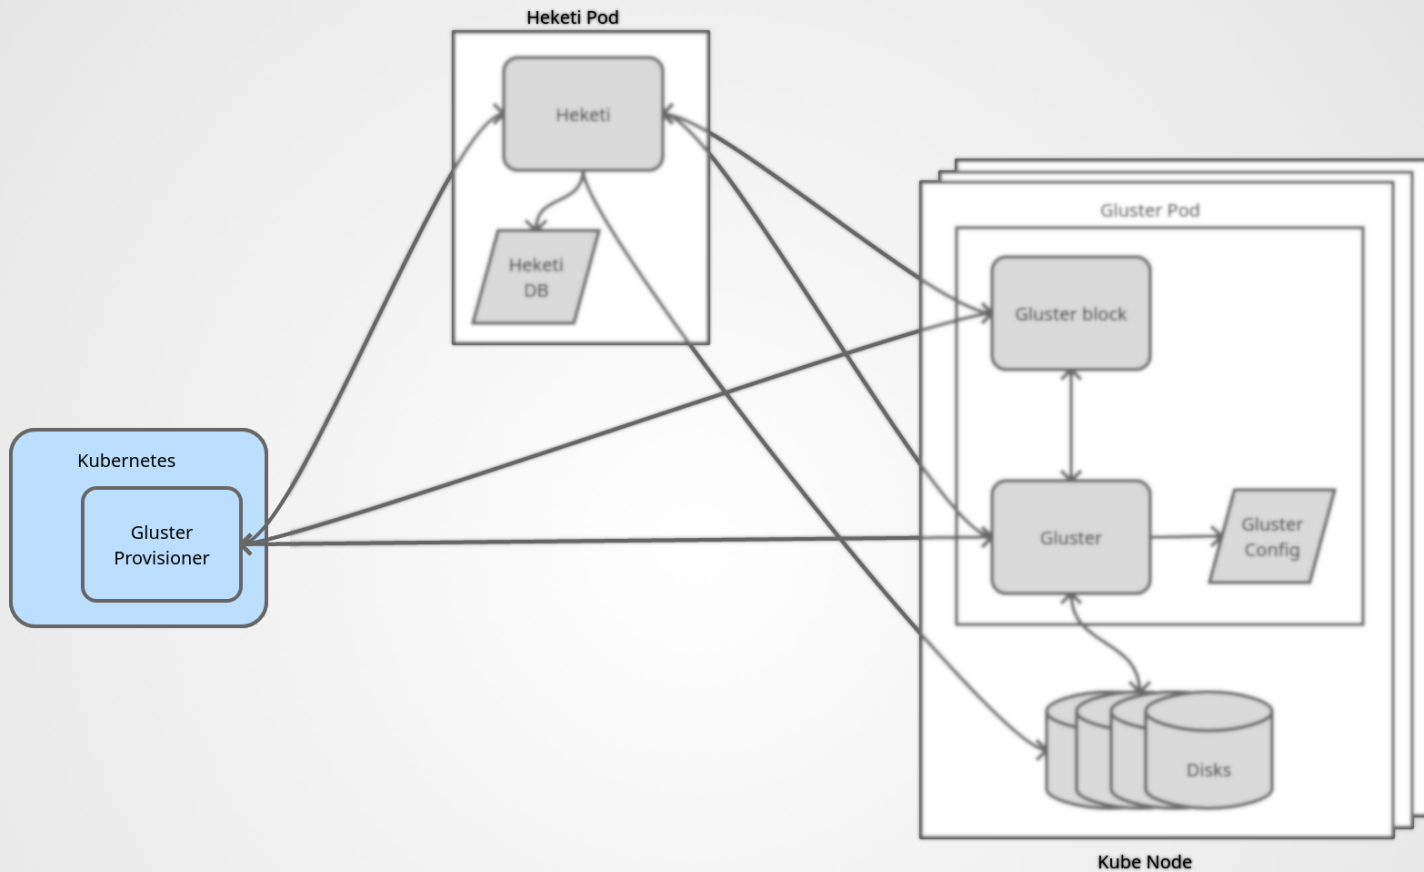 Heketi Pod
Heketi
Heketi
DB
Gluster Pod
Gluster block
Kubernetes
Gluster
Provisioner
Gluster
Gluster
Config
Disks
Kube Node